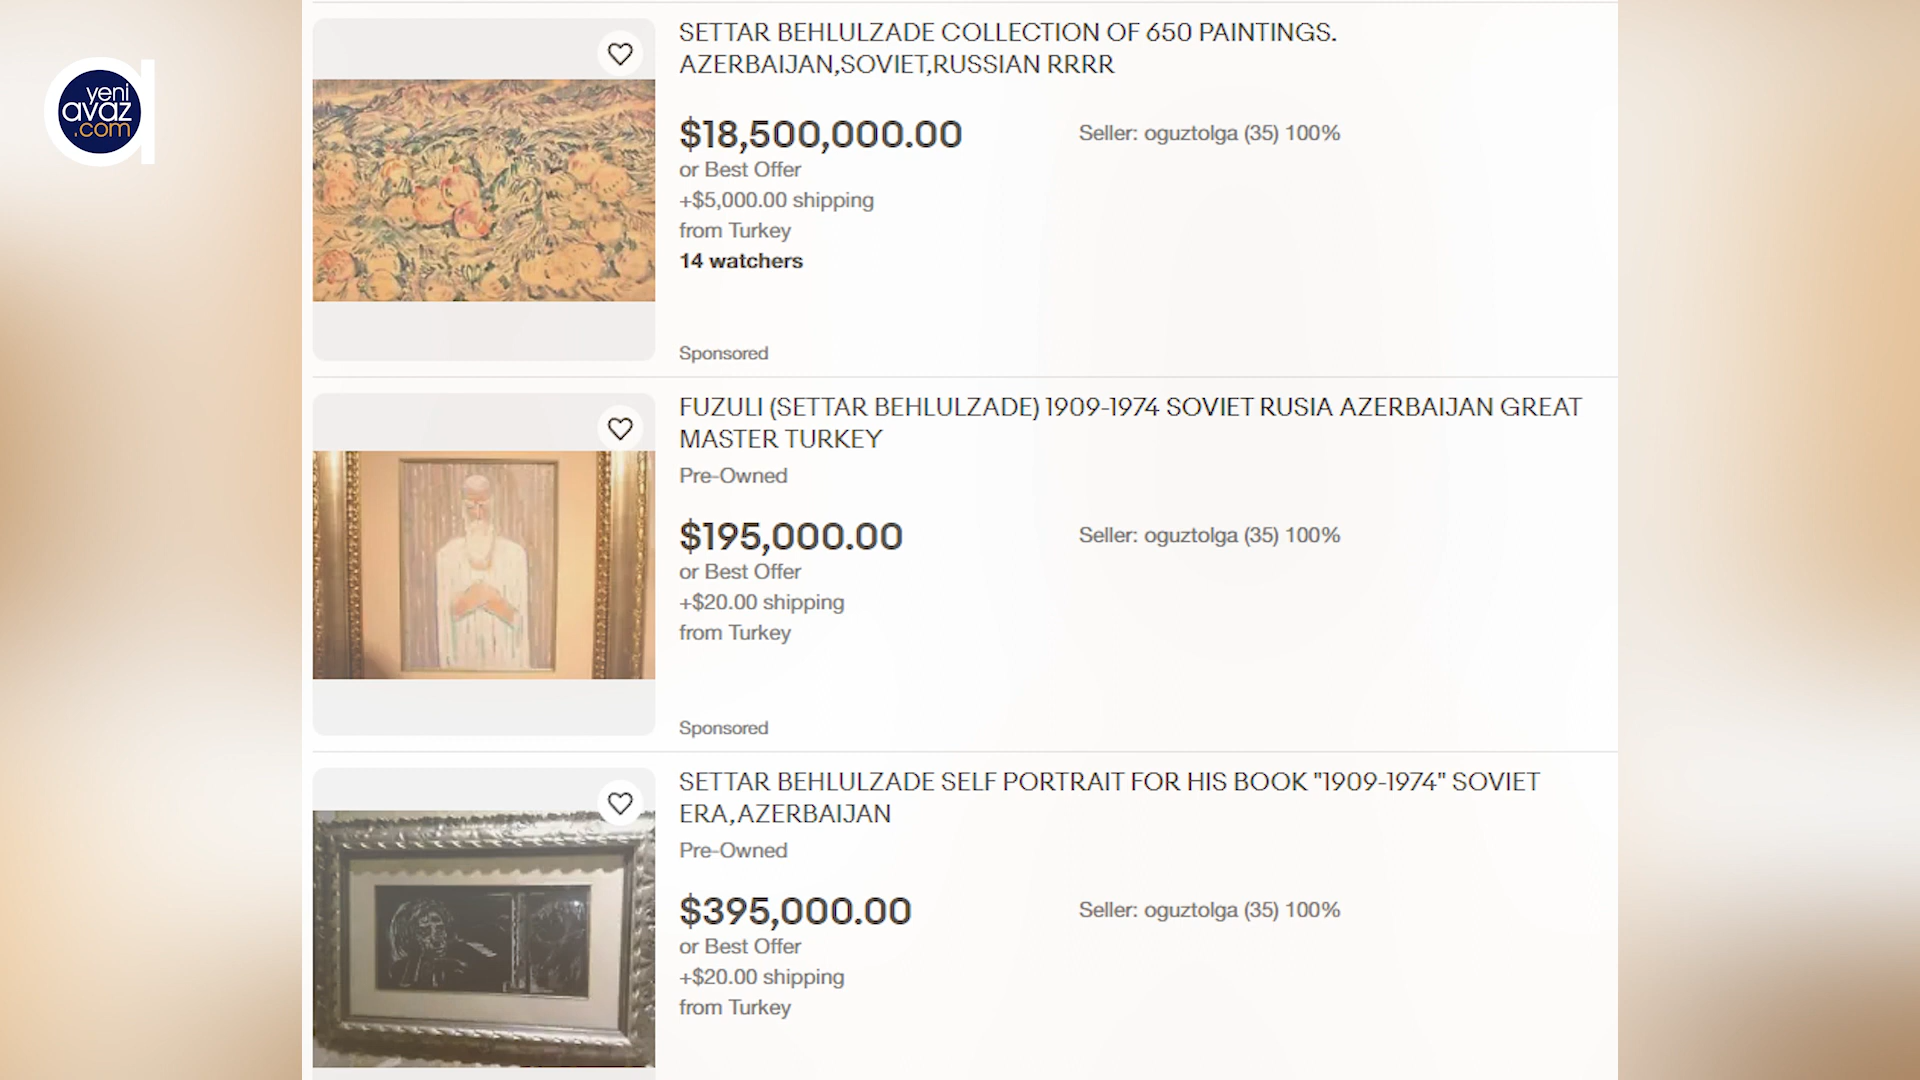 yeni
avaz
.com
SETTAR BEHLULZADE COLLECTION OF 650 PAINTINGS.
AZERBAIJAN,SOVIET,RUSSIAN RRRR
$18,500,000.00
Seller: oguztolga (35) 100%
or Best Offer
+$5,000.00 shipping
from Turkey
14 watchers
Sponsored
FUZULI (SETTAR BEHLULZADE) 1909-1974 SOVIET RUSIA AZERBAIJAN GREAT
MASTER TURKEY
Pre-Owned
$195,000.00
Seller: oguztolga (35) 100%
or Best Offer
+$20.00 shipping
from Turkey
Sponsored
SETTAR BEHLULZADE SELF PORTRAIT FOR HIS BOOK "1909-1974" SOVIET
ERA,AZERBAIJAN
Pre-Owned
$395,000.00
Seller: oguztolga (35) 100%
or Best Offer
+$20.00 shipping
from Turkey